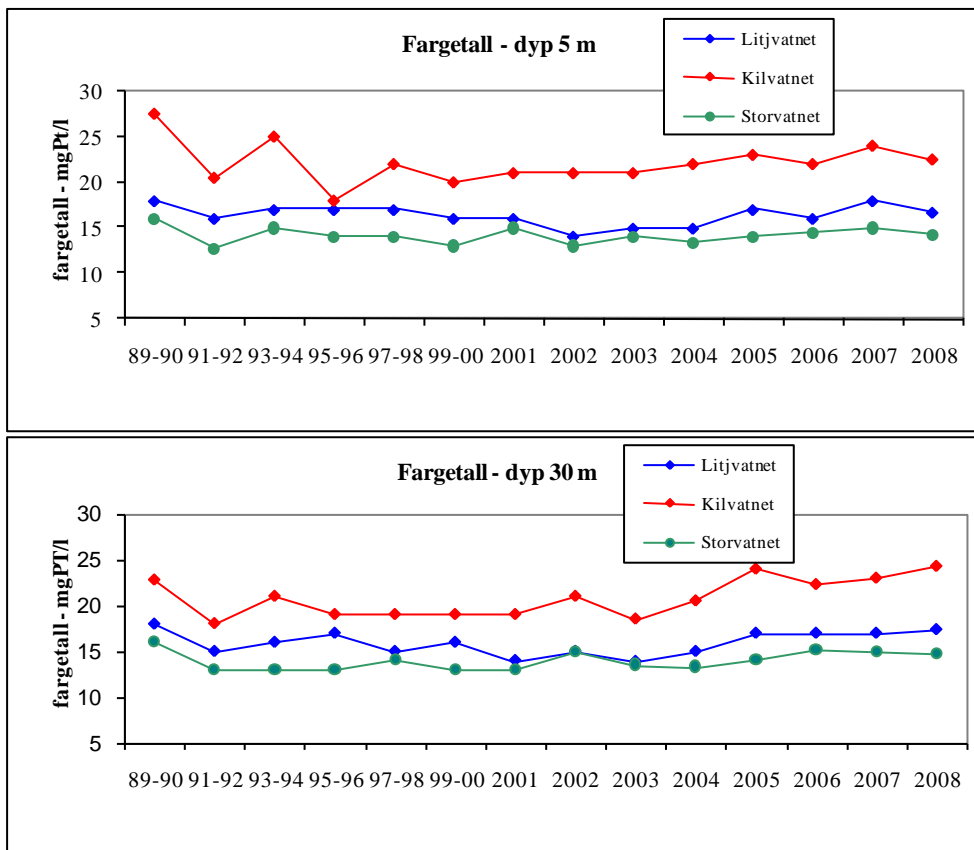 Fargetall - dyp 5 m
Litjvatnet
Kilvatnet
Storvatnet
fargetall - mgPt/l
30
25
20
15
10
5
89-90 91-92 93-94 95-96 97-98 99-00 2001 2002 2003 2004 2005 2006 2007 2008
Fargetall - dyp 30 m
Litjvatnet
Kilvatnet
Storvatnet
fargetall - mgPT/l
30
25
20
15
10
5
89-90 91-92 93-94 95-96 97-98 99-00 2001 2002 2003 2004 2005 2006 2007 2008